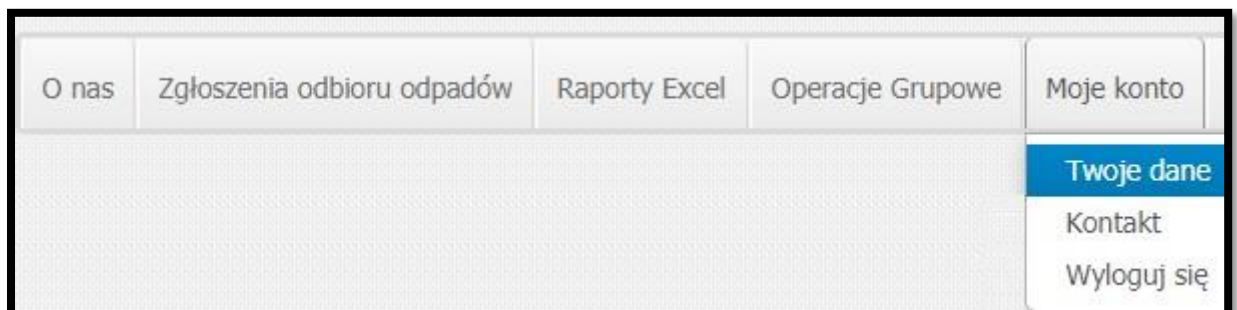 O nas Zgłoszenia odbioru odpadów Raporty Excel Operacje Grupowe Moje konto
Twoje dane
Kontakt
Wyloguj się